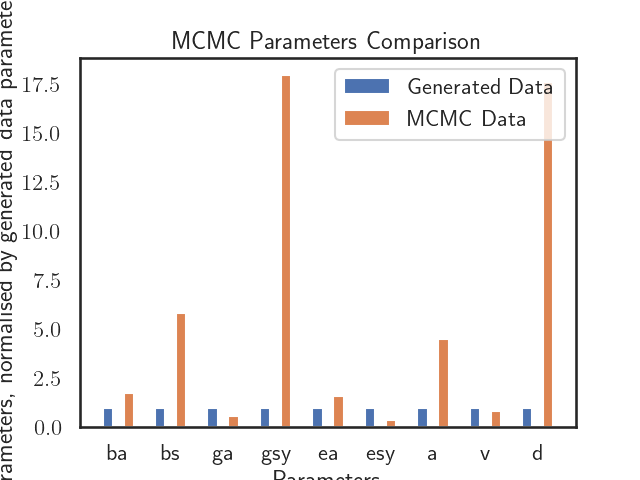 MCMC Parameters Comparison
Generated Data
MCMC Data
17.5
15.0
12.5
10.0
7.5
5.0
2.5
0.0
normalised by generated data
ba bs ga gsy ea esy a v d
Parameters